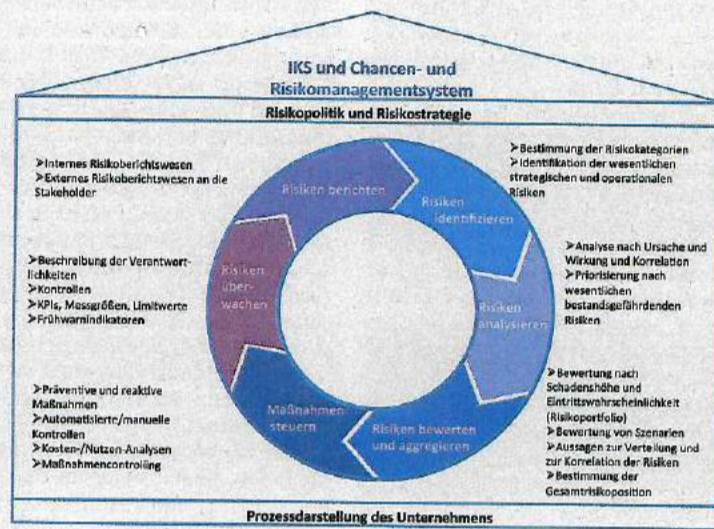 IKS und Chancen- und
Risikomanagementsystem
Risikopolitik und Risikostrategie
➢Internes Risikoberichtswesen
➢Externes Risikoberichtswesen an die
Stakeholder
Risiken berichten
Risiken
identifizieren
➢Bestimmung der Risikokategorien
➢Identifikation der wesentlichen
strategischen und operationalen
Risiken
➢Beschreibung der Verantwort-
lichkeiten
➢Kontrollen
➢KPIs, Messgrößen, Limitwerte
➢Frühwarnindikatoren
Risiken
über-
wachen
Risiken
analysieren
➢Analyse nach Ursache und
Wirkung und Korrelation
➢Priorisierung nach
wesentlichen
bestandsgefährdenden
Risiken
➢Präventive und reaktive
Maßnahmen
➢Automatisierte/manuelle
Kontrollen
➢Kosten-/Nutzen-Analysen
➢Maßnahmencontrolling
Maßnahmen
steuern
Risiken bewerten
und aggregieren
➢Bewertung nach
Schadenshöhe und
Eintrittswahrscheinlichkeit
(Risikoportfolio)
➢Bewertung von Szenarien
➢Aussagen zur Verteilung und
zur Korrelation der Risiken
➢Bestimmung der
Gesamtrisikoposition
Prozessdarstellung des Unternehmens